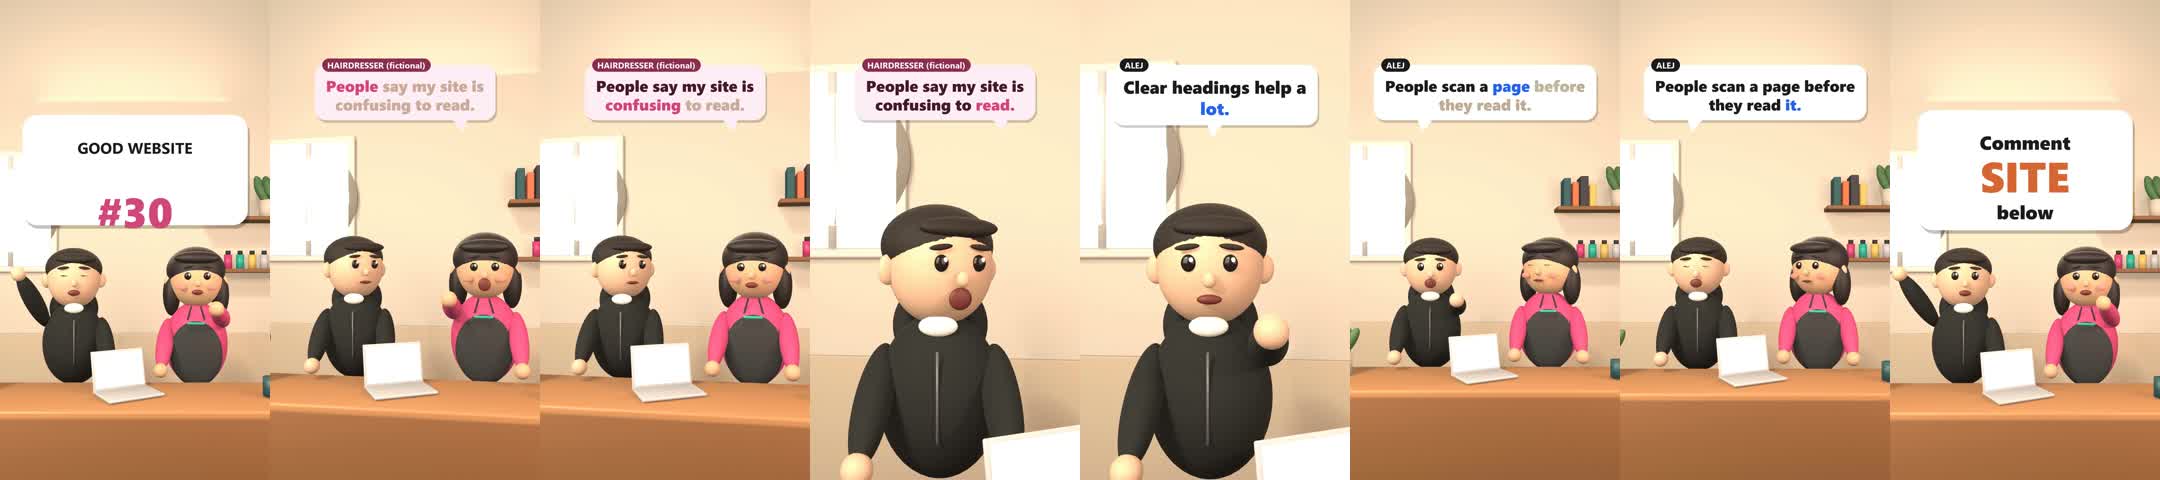 GOOD WEBSITE
#30
HAIRDRESSER (fictional)
People say my site is
confusing to read.
HAIRDRESSER (fictional)
People say my site is
confusing to read.
HAIRDRESSER (fictional)
People say my site is
confusing to read.
ALEJ
Clear headings help a
lot.
ALEJ
People scan a page before
they read it.
ALEJ
People scan a page before
they read it.
Comment
SITE
below